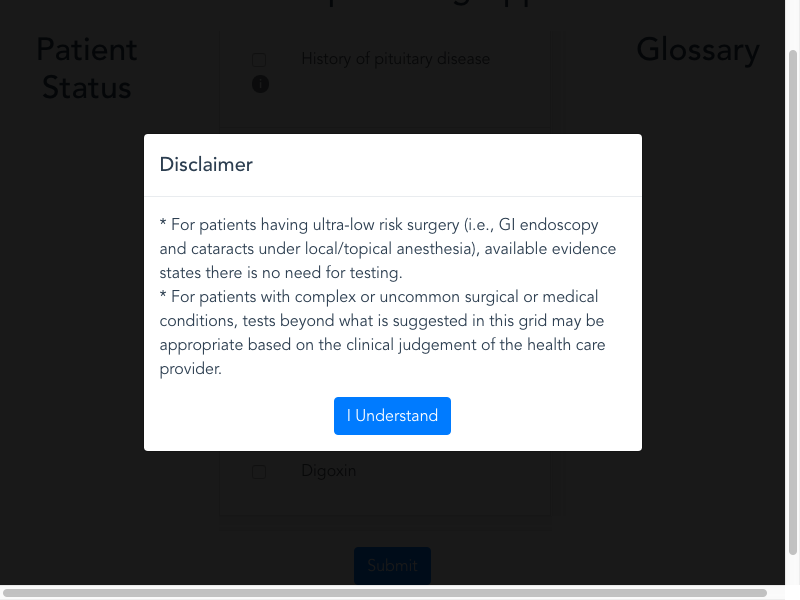 Patient
Status
History of pituitary disease
Glossary
Disclaimer
* For patients having ultra-low risk surgery (i.e., GI endoscopy
and cataracts under local/topical anesthesia), available evidence
states there is no need for testing.
* For patients with complex or uncommon surgical or medical
conditions, tests beyond what is suggested in this grid may be
appropriate based on the clinical judgement of the health care
provider.
I Understand
Digoxin
Submit